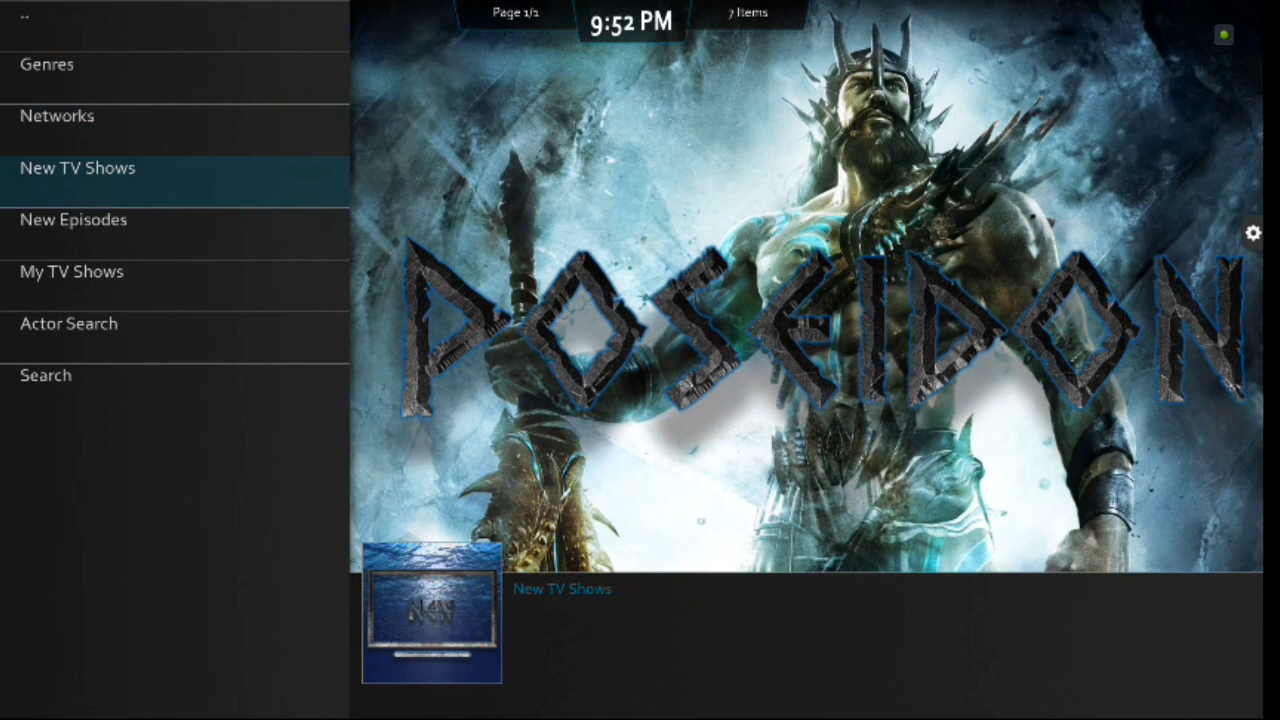 --
Genres
Networks
New TV Shows
New Episodes
My TV Shows
Actor Search
Search
Page 1/1
9:52 PM
7 Items
POSEIDON
NEW
New TV Shows